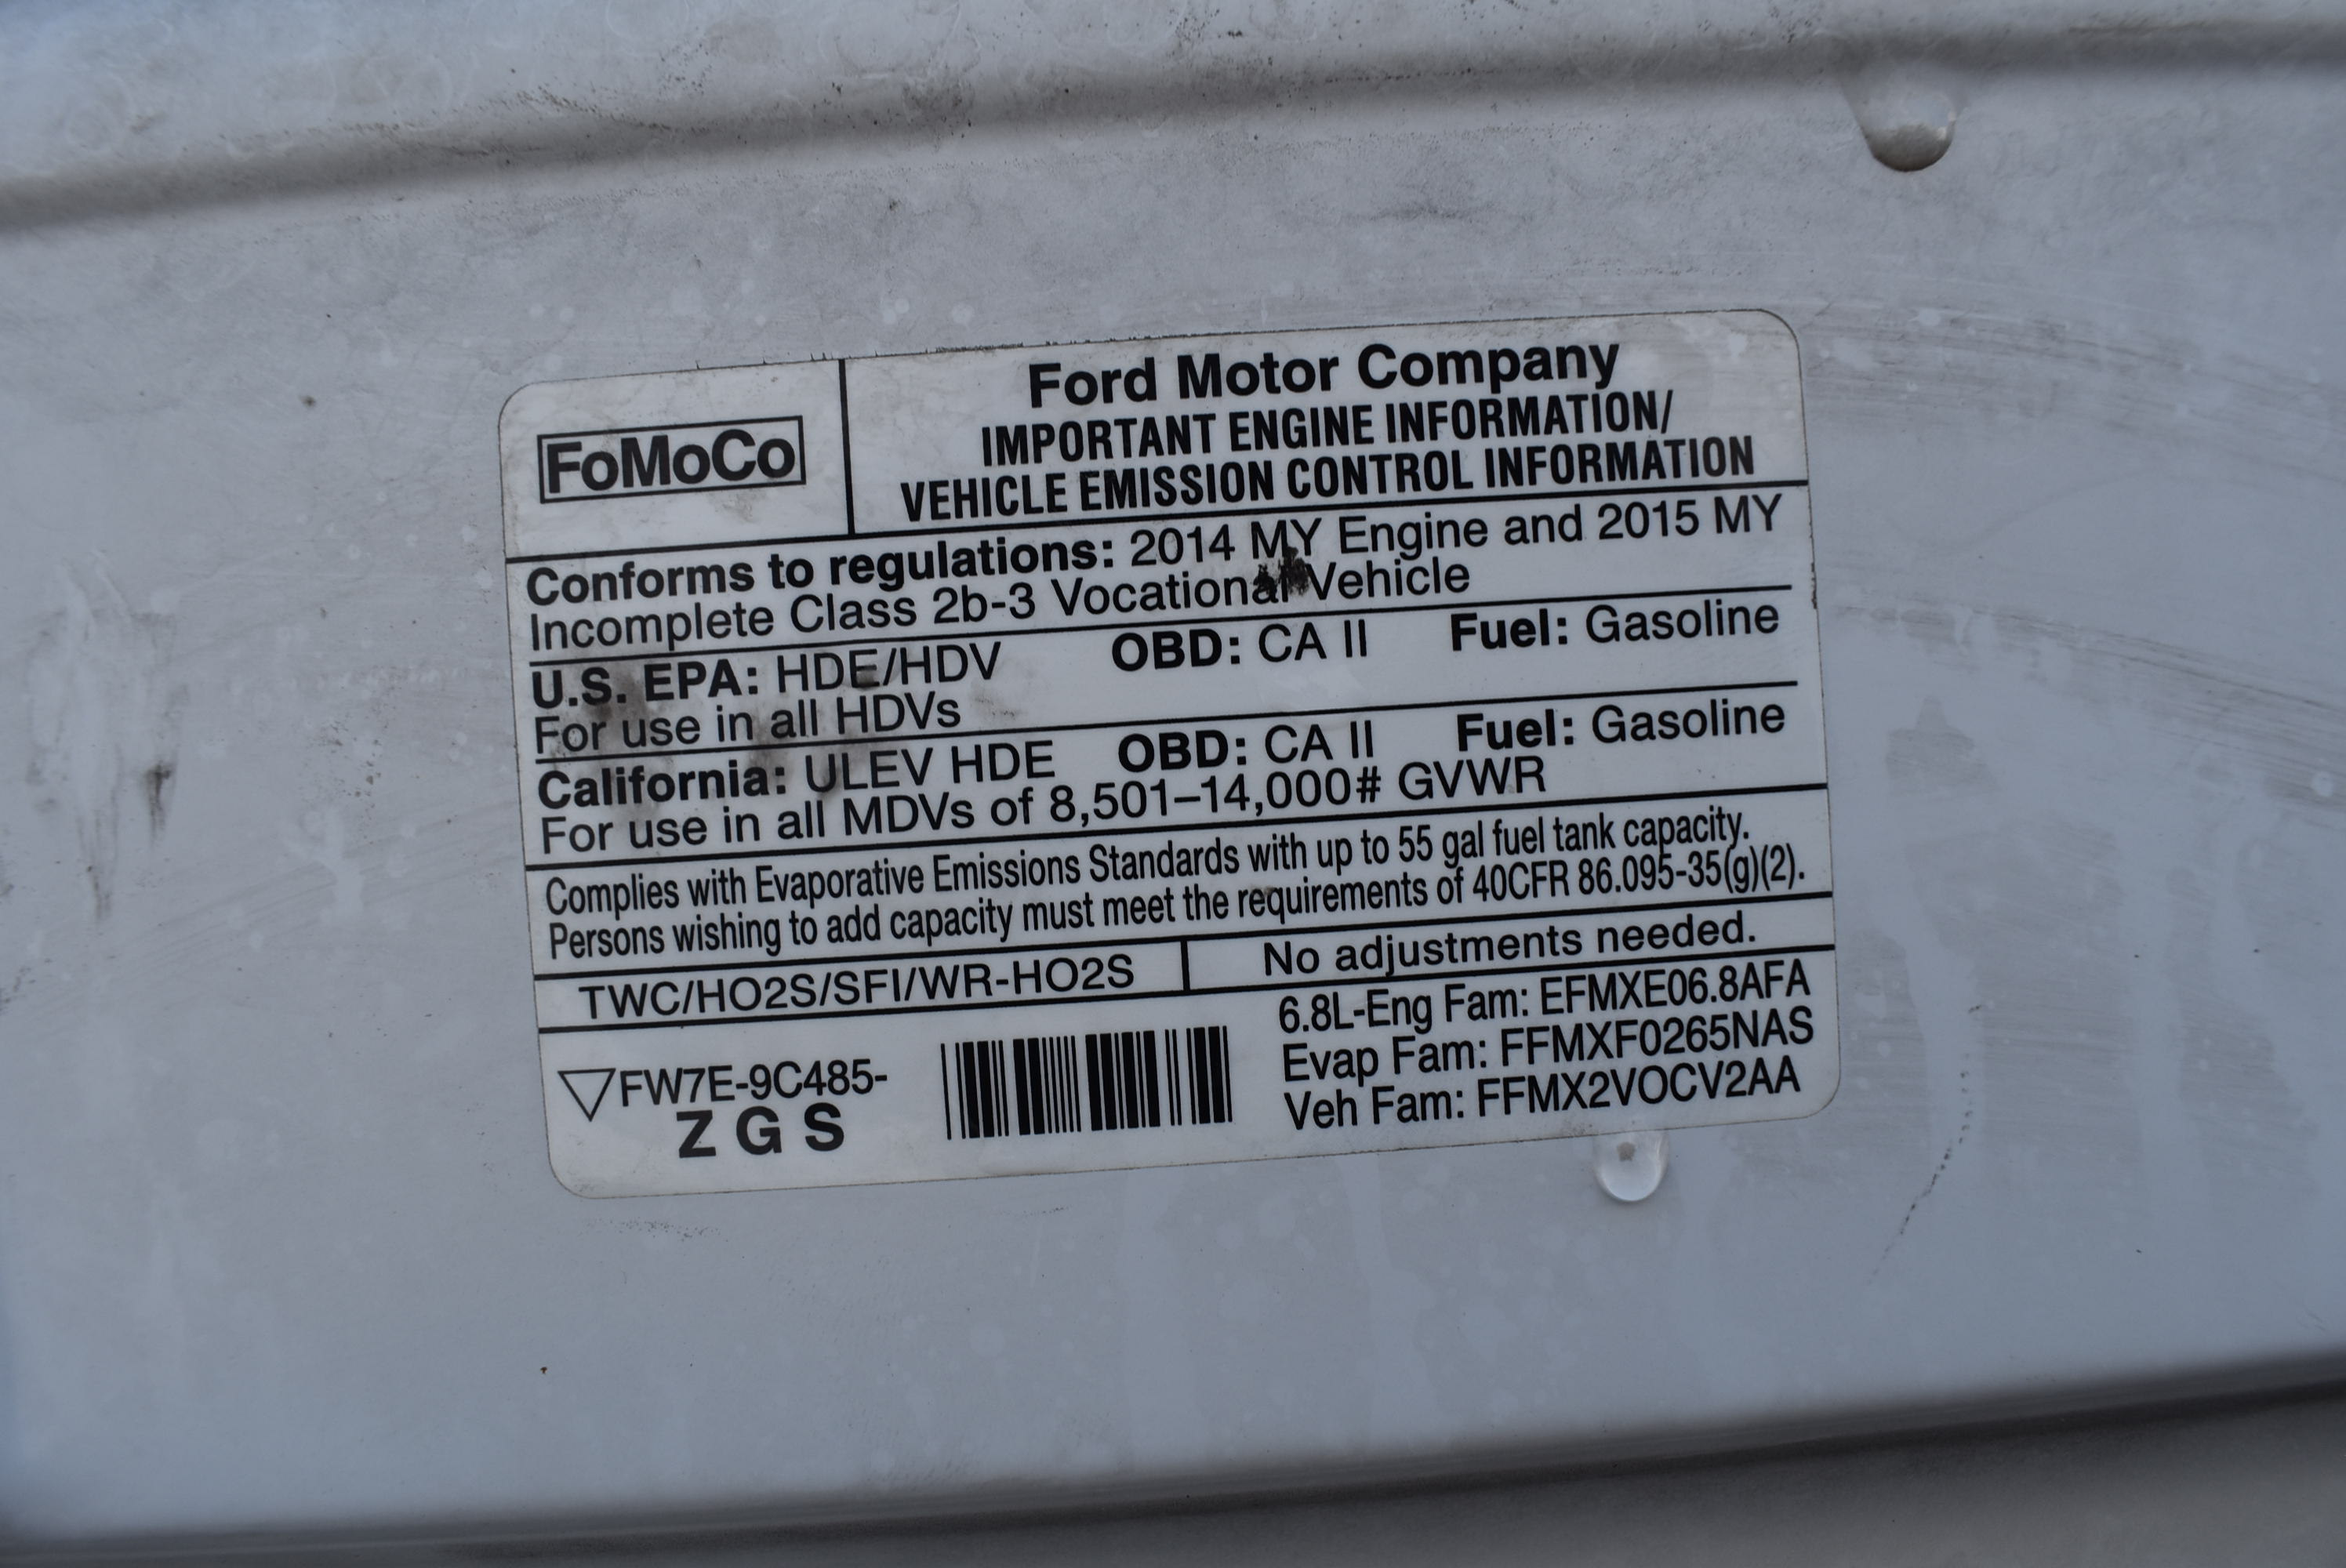 FoMoCo
Ford Motor Company
IMPORTANT ENGINE INFORMATION/
VEHICLE EMISSION CONTROL INFORMATION
Conforms to regulations: 2014 MY Engine and 2015 MY
Incomplete Class 2b-3 Vocational Vehicle
U.S. EPA: HDE/HDV OBD: CA II Fuel: Gasoline
For use in all HDVs
California: ULEV HDE OBD: CA II Fuel: Gasoline
For use in all MDVs of 8,501–14,000# GVWR
Complies with Evaporative Emissions Standards with up to 55 gal fuel tank capacity.
Persons wishing to add capacity must meet the requirements of 40CFR 86.095-35(g)(2).
TWC/HO2S/SFI/WR-HO2S
No adjustments needed.
FW7E-9C485-
Z G S
6.8L-Eng Fam: EFMXE06.8AFA
Evap Fam: FFMXF0265NAS
Veh Fam: FFMX2VOCV2AA